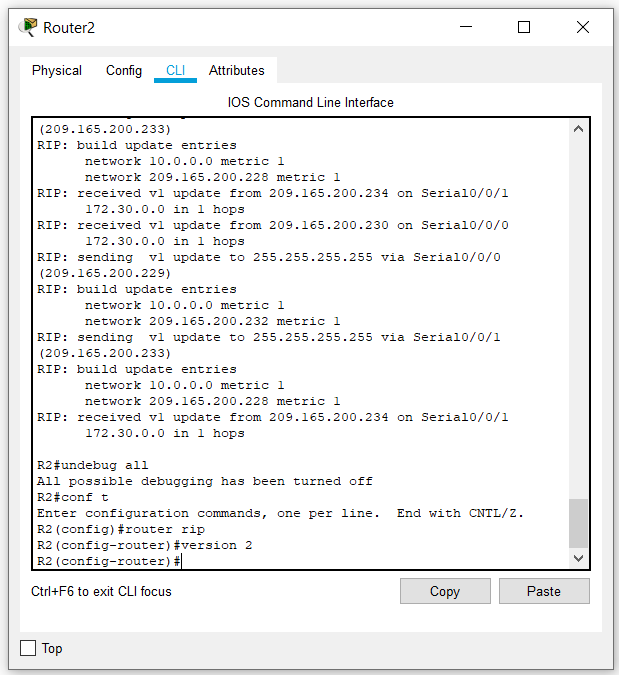 Router2
Physical Config CLI Attributes
IOS Command Line Interface
(209.165.200.233)
RIP: build update entries
      network 10.0.0.0 metric 1
      network 209.165.200.228 metric 1
RIP: received v1 update from 209.165.200.234 on Serial0/0/1
      172.30.0.0 in 1 hops
RIP: received v1 update from 209.165.200.230 on Serial0/0/0
      172.30.0.0 in 1 hops
RIP: sending  v1 update to 255.255.255.255 via Serial0/0/0
(209.165.200.229)
RIP: build update entries
      network 10.0.0.0 metric 1
      network 209.165.200.232 metric 1
RIP: sending  v1 update to 255.255.255.255 via Serial0/0/1
(209.165.200.233)
RIP: build update entries
      network 10.0.0.0 metric 1
      network 209.165.200.228 metric 1
RIP: received v1 update from 209.165.200.234 on Serial0/0/1
      172.30.0.0 in 1 hops
R2#undebug all
All possible debugging has been turned off
R2#conf t
Enter configuration commands, one per line.  End with CNTL/Z.
R2(config)#router rip
R2(config-router)#version 2
R2(config-router)#
Ctrl+F6 to exit CLI focus
Copy Paste
Top